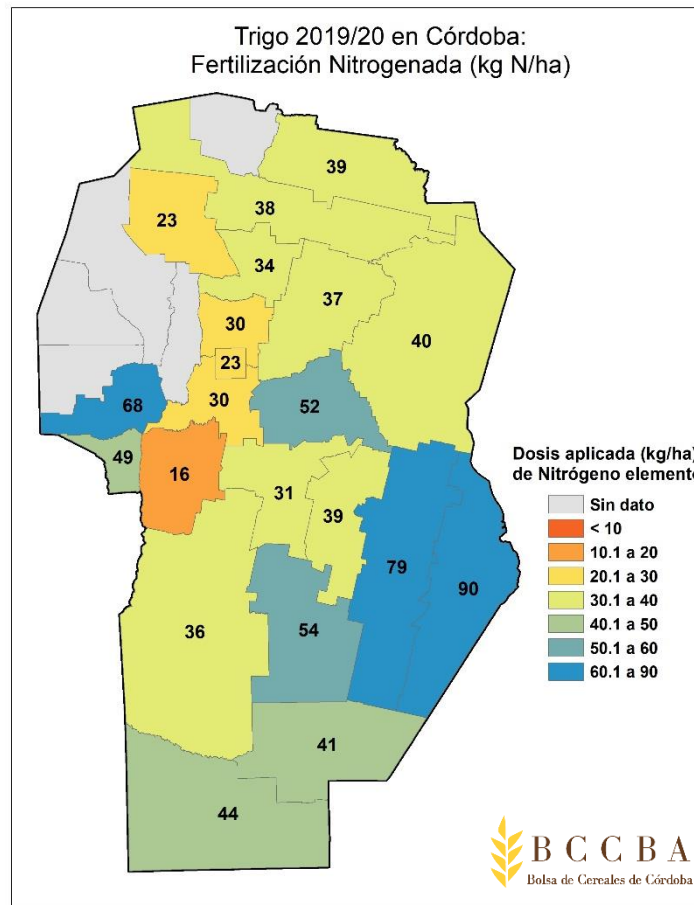 Trigo 2019/20 en Córdoba:
Fertilización Nitrogenada (kg N/ha)
39
23
38
34
37
30
40
23
68
30
52
49
16
31
39
79
90
36
54
41
44
Dosis aplicada (kg/ha)
de Nitrógeno elemento
Sin dato
< 10
10.1 a 20
20.1 a 30
30.1 a 40
40.1 a 50
50.1 a 60
60.1 a 90
BCCBA
Bolsa de Cereales de Córdoba